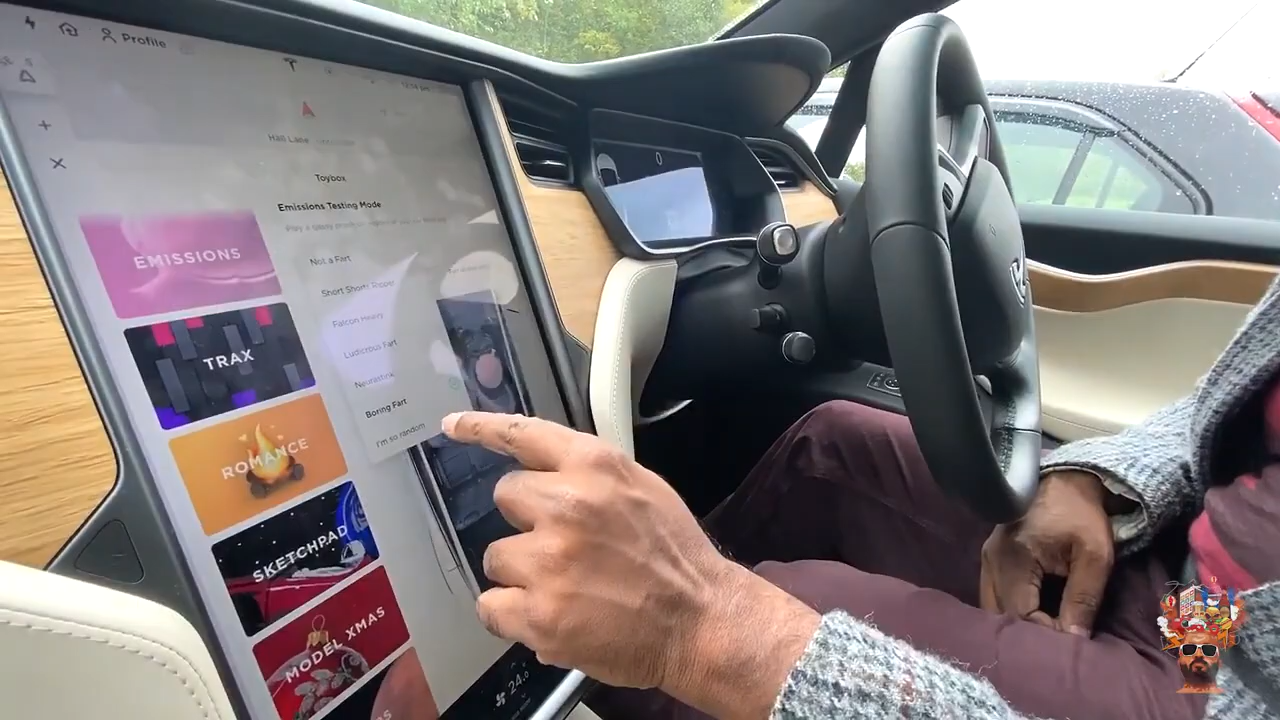 Profile
Hall Lane
Toybox
Emissions Testing Mode
Not a Fart
Short Shorts Ripper
Falcon Heavy
Ludicrous Fart
Neurastink
Boring Fart
I'm so random
EMISSIONS
TRAX
ROMANCE
SKETCHPAD
MODEL XMAS
24.0